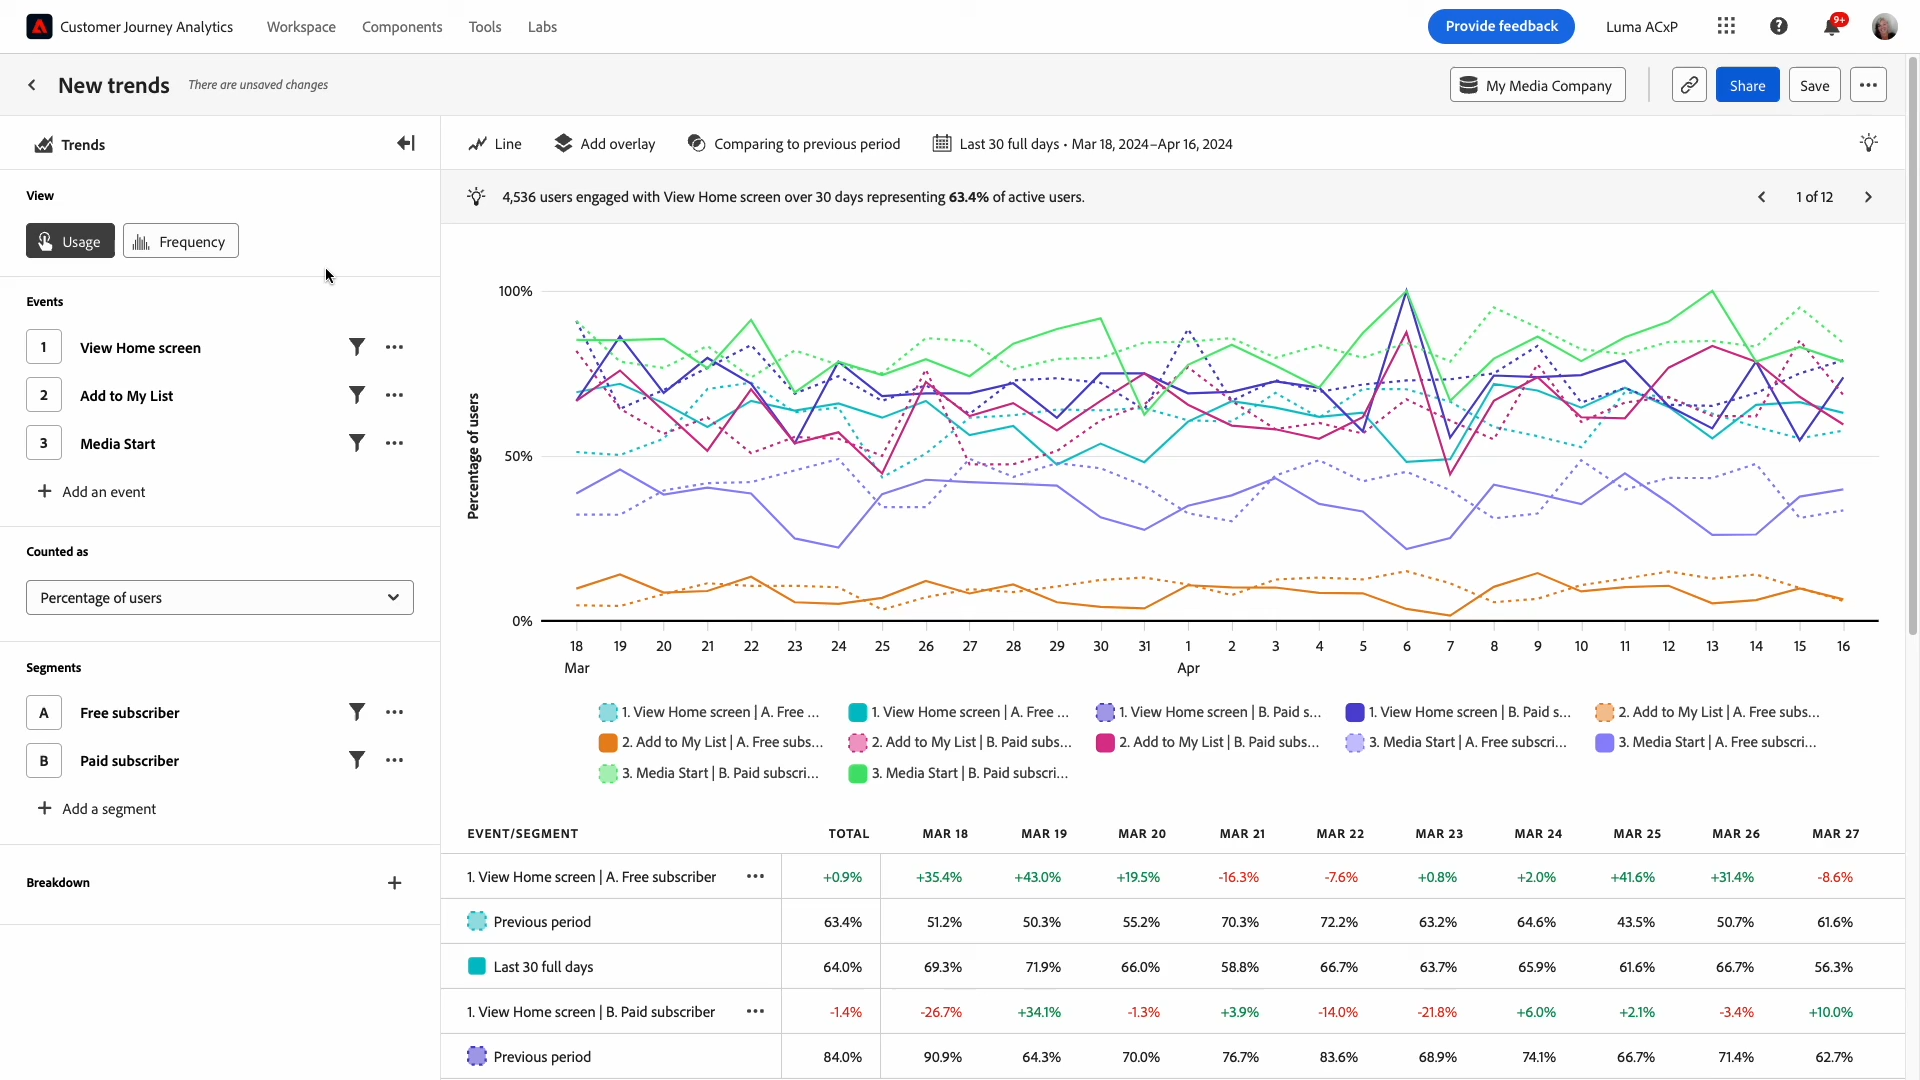 Customer Journey Analytics Workspace Components Tools Labs Provide feedback Luma ACxP 9+
New trends There are unsaved changes My Media Company Share Save
Trends Line Add overlay Comparing to previous period Last 30 full days • Mar 18, 2024–Apr 16, 2024
4,536 users engaged with View Home screen over 30 days representing 63.4% of active users. 1 of 12
View
Usage Frequency
Events
1 View Home screen
2 Add to My List
3 Media Start
Add an event
Counted as
Percentage of users
Segments
A Free subscriber
B Paid subscriber
Add a segment
Breakdown
Percentage of users
100%
50%
0%
18 19 20 21 22 23 24 25 26 27 28 29 30 31 1 2 3 4 5 6 7 8 9 10 11 12 13 14 15 16
Mar Apr
1. View Home screen | A. Free ... 1. View Home screen | A. Free ... 1. View Home screen | B. Paid s... 1. View Home screen | B. Paid s... 2. Add to My List | A. Free subs...
2. Add to My List | A. Free subs... 2. Add to My List | B. Paid subs... 2. Add to My List | B. Paid subs... 3. Media Start | A. Free subscri... 3. Media Start | A. Free subscri...
3. Media Start | B. Paid subscri... 3. Media Start | B. Paid subscri...
EVENT/SEGMENT TOTAL MAR 18 MAR 19 MAR 20 MAR 21 MAR 22 MAR 23 MAR 24 MAR 25 MAR 26 MAR 27
1. View Home screen | A. Free subscriber +0.9% +35.4% +43.0% +19.5% -16.3% -7.6% +0.8% +2.0% +41.6% +31.4% -8.6%
Previous period 63.4% 51.2% 50.3% 55.2% 70.3% 72.2% 63.2% 64.6% 43.5% 50.7% 61.6%
Last 30 full days 64.0% 69.3% 71.9% 66.0% 58.8% 66.7% 63.7% 65.9% 61.6% 66.7% 56.3%
1. View Home screen | B. Paid subscriber -1.4% -26.7% +34.1% -1.3% +3.9% -14.0% -21.8% +6.0% +2.1% -3.4% +10.0%
Previous period 84.0% 90.9% 64.3% 70.0% 76.7% 83.6% 68.9% 74.1% 66.7% 71.4% 62.7%